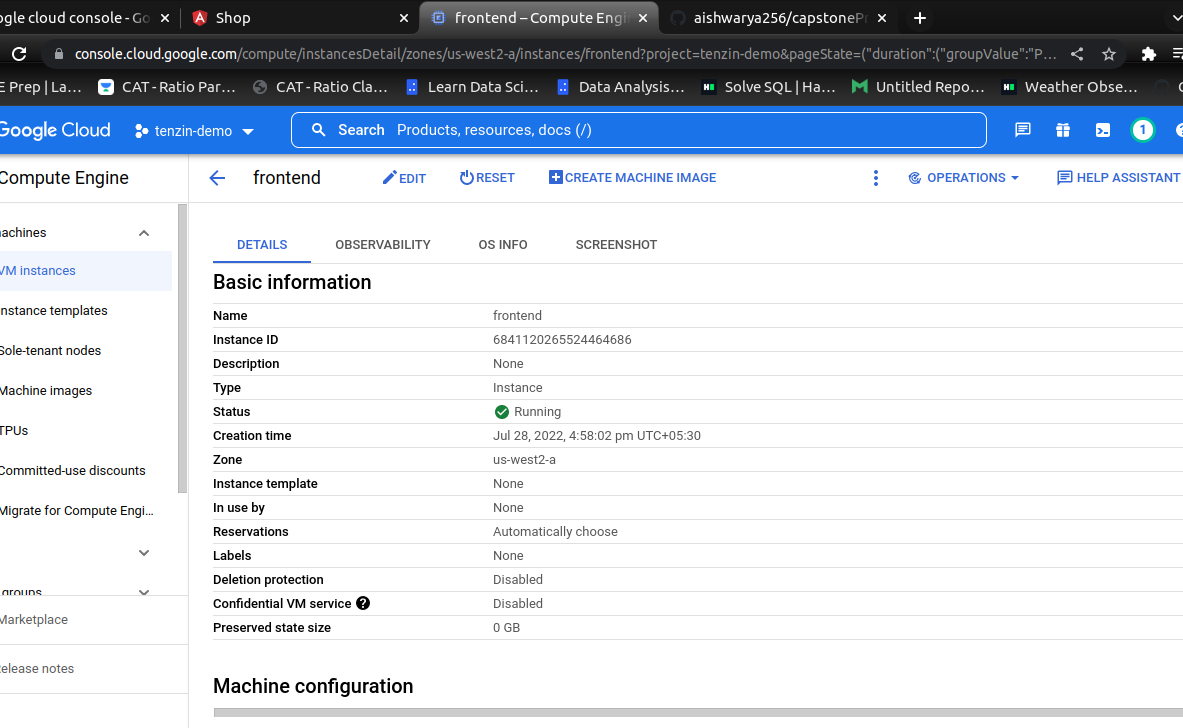 ogle cloud console - Go
Shop
frontend – Compute Engin
aishwarya256/capstonePr
console.cloud.google.com/compute/instancesDetail/zones/us-west2-a/instances/frontend?project=tenzin-demo&pageState=("duration":("groupValue":"P...
E Prep | La...
CAT - Ratio Par...
CAT - Ratio Cla...
Learn Data Sci...
Data Analysis...
Solve SQL | Ha...
Untitled Repo...
Weather Obse...
Google Cloud
tenzin-demo
Search Products, resources, docs (/)
1
Compute Engine
frontend
EDIT
RESET
CREATE MACHINE IMAGE
OPERATIONS
HELP ASSISTANT
achines
VM instances
nstance templates
Sole-tenant nodes
Machine images
TPUs
Committed-use discounts
Migrate for Compute Engi...
groups
Marketplace
elease notes
DETAILS
OBSERVABILITY
OS INFO
SCREENSHOT
Basic information
Name frontend
Instance ID 6841120265524464686
Description None
Type Instance
Status Running
Creation time Jul 28, 2022, 4:58:02 pm UTC+05:30
Zone us-west2-a
Instance template None
In use by None
Reservations Automatically choose
Labels None
Deletion protection Disabled
Confidential VM service ? Disabled
Preserved state size 0 GB
Machine configuration